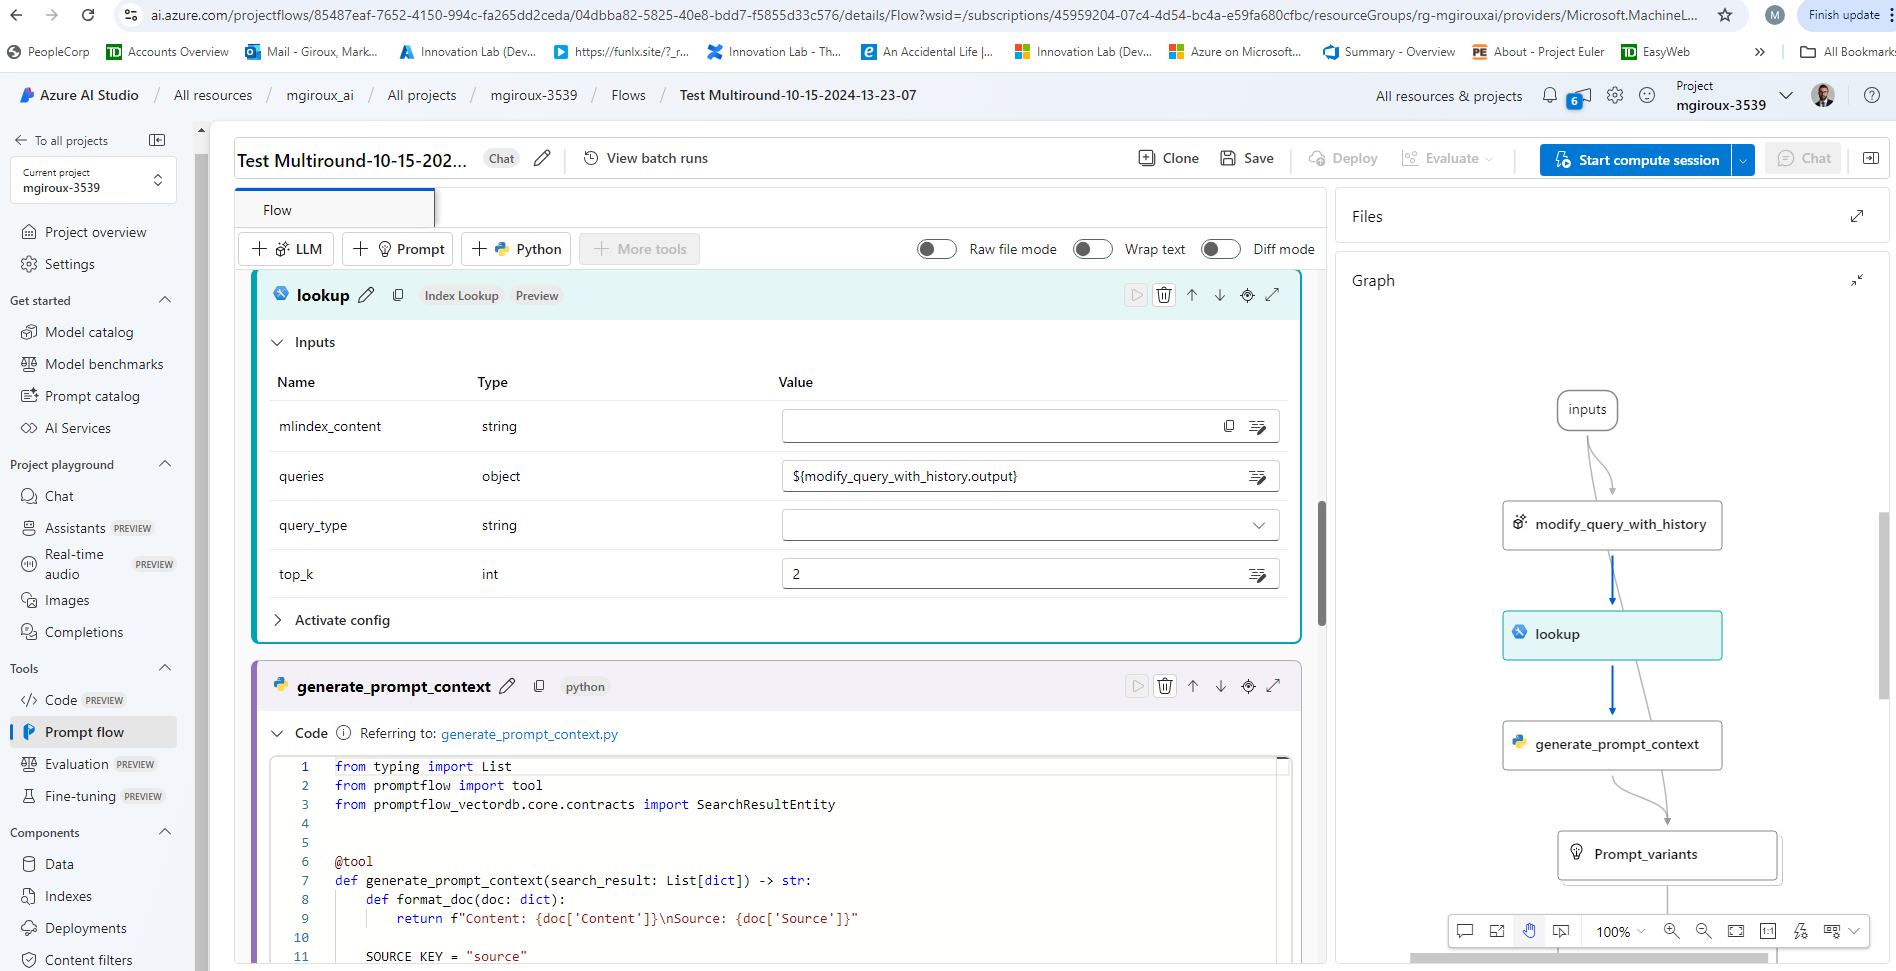 ai.azure.com/projectflows/85487eaf-7652-4150-994c-fa265dd2ceda/04dbba82-5825-40e8-bdd7-f5855d33c576/details/Flow?wsid=/subscriptions/45959204-07c4-4d54-bc4a-e59fa680cfbc/resourceGroups/rg-mgirouxai/providers/Microsoft.MachineL...
M
Finish update
PeopleCorp
TD Accounts Overview
Mail - Giroux, Mark...
Innovation Lab (Dev...
https://funlx.site/?_r...
Innovation Lab - Th...
An Accidental Life |...
Innovation Lab (Dev...
Azure on Microsoft...
Summary - Overview
PE About - Project Euler
TD EasyWeb
All Bookmarks
Azure AI Studio / All resources / mgiroux_ai / All projects / mgiroux-3539 / Flows / Test Multiround-10-15-2024-13-23-07
All resources & projects
6
Project
mgiroux-3539
To all projects
Current project
mgiroux-3539
Project overview
Settings
Get started
Model catalog
Model benchmarks
Prompt catalog
AI Services
Project playground
Chat
Assistants PREVIEW
Real-time audio PREVIEW
Images
Completions
Tools
Code PREVIEW
Prompt flow
Evaluation PREVIEW
Fine-tuning PREVIEW
Components
Data
Indexes
Deployments
Content filters
Test Multiround-10-15-202... Chat
View batch runs
Clone
Save
Deploy
Evaluate
Start compute session
Chat
Flow
LLM
Prompt
Python
More tools
Raw file mode
Wrap text
Diff mode
lookup Index Lookup Preview
Inputs
Name Type Value
mlindex_content string
queries object ${modify_query_with_history.output}
query_type string
top_k int 2
Activate config
generate_prompt_context python
Code Referring to: generate_prompt_context.py
1 from typing import List
2 from promptflow import tool
3 from promptflow_vectordb.core.contracts import SearchResultEntity
4
5
6 @tool
7 def generate_prompt_context(search_result: List[dict]) -> str:
8 def format_doc(doc: dict):
9 return f"Content: {doc['Content']}\nSource: {doc['Source']}"
10
11 SOURCE_KEY = "source"
Files
Graph
inputs
modify_query_with_history
lookup
generate_prompt_context
Prompt_variants
100%
1:1